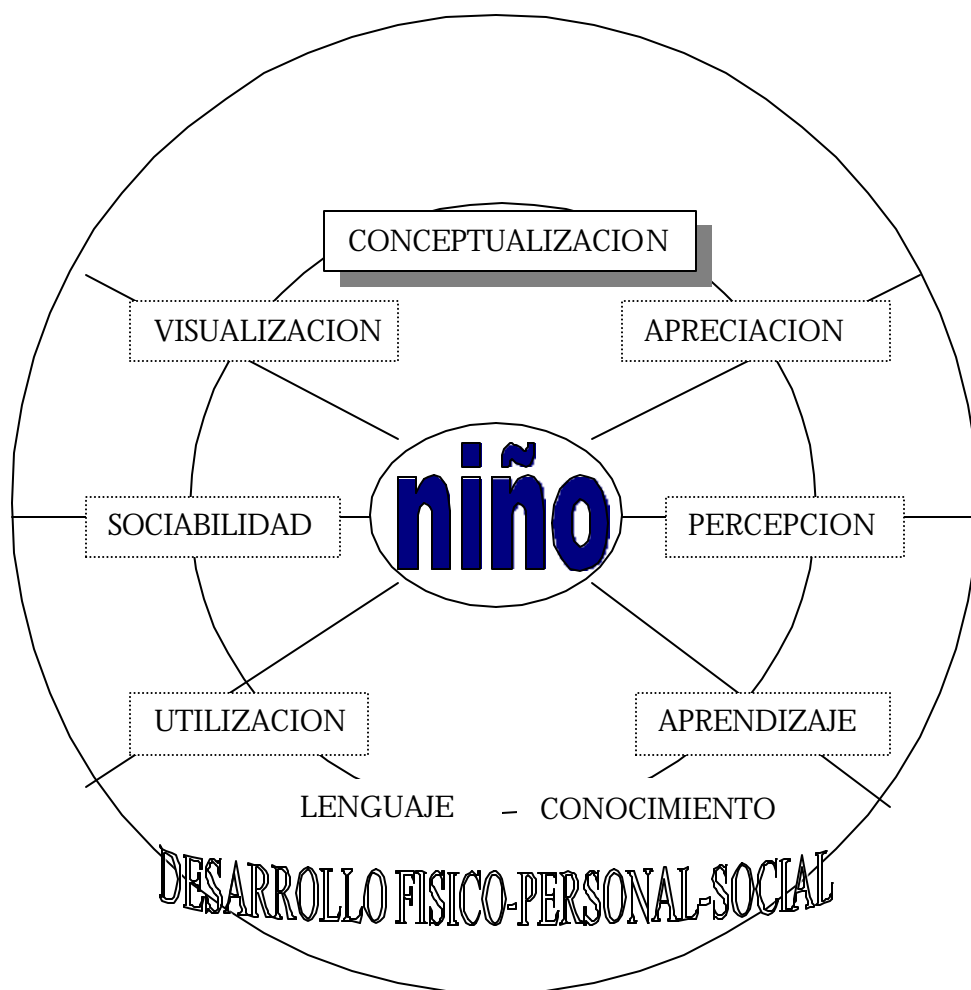 CONCEPTUALIZACION
VISUALIZACION
APRECIACION
niño
SOCIABILIDAD
PERCEPCION
UTILIZACION
APRENDIZAJE
LENGUAJE – CONOCIMIENTO
DESARROLLO FISICO-PERSONAL-SOCIAL